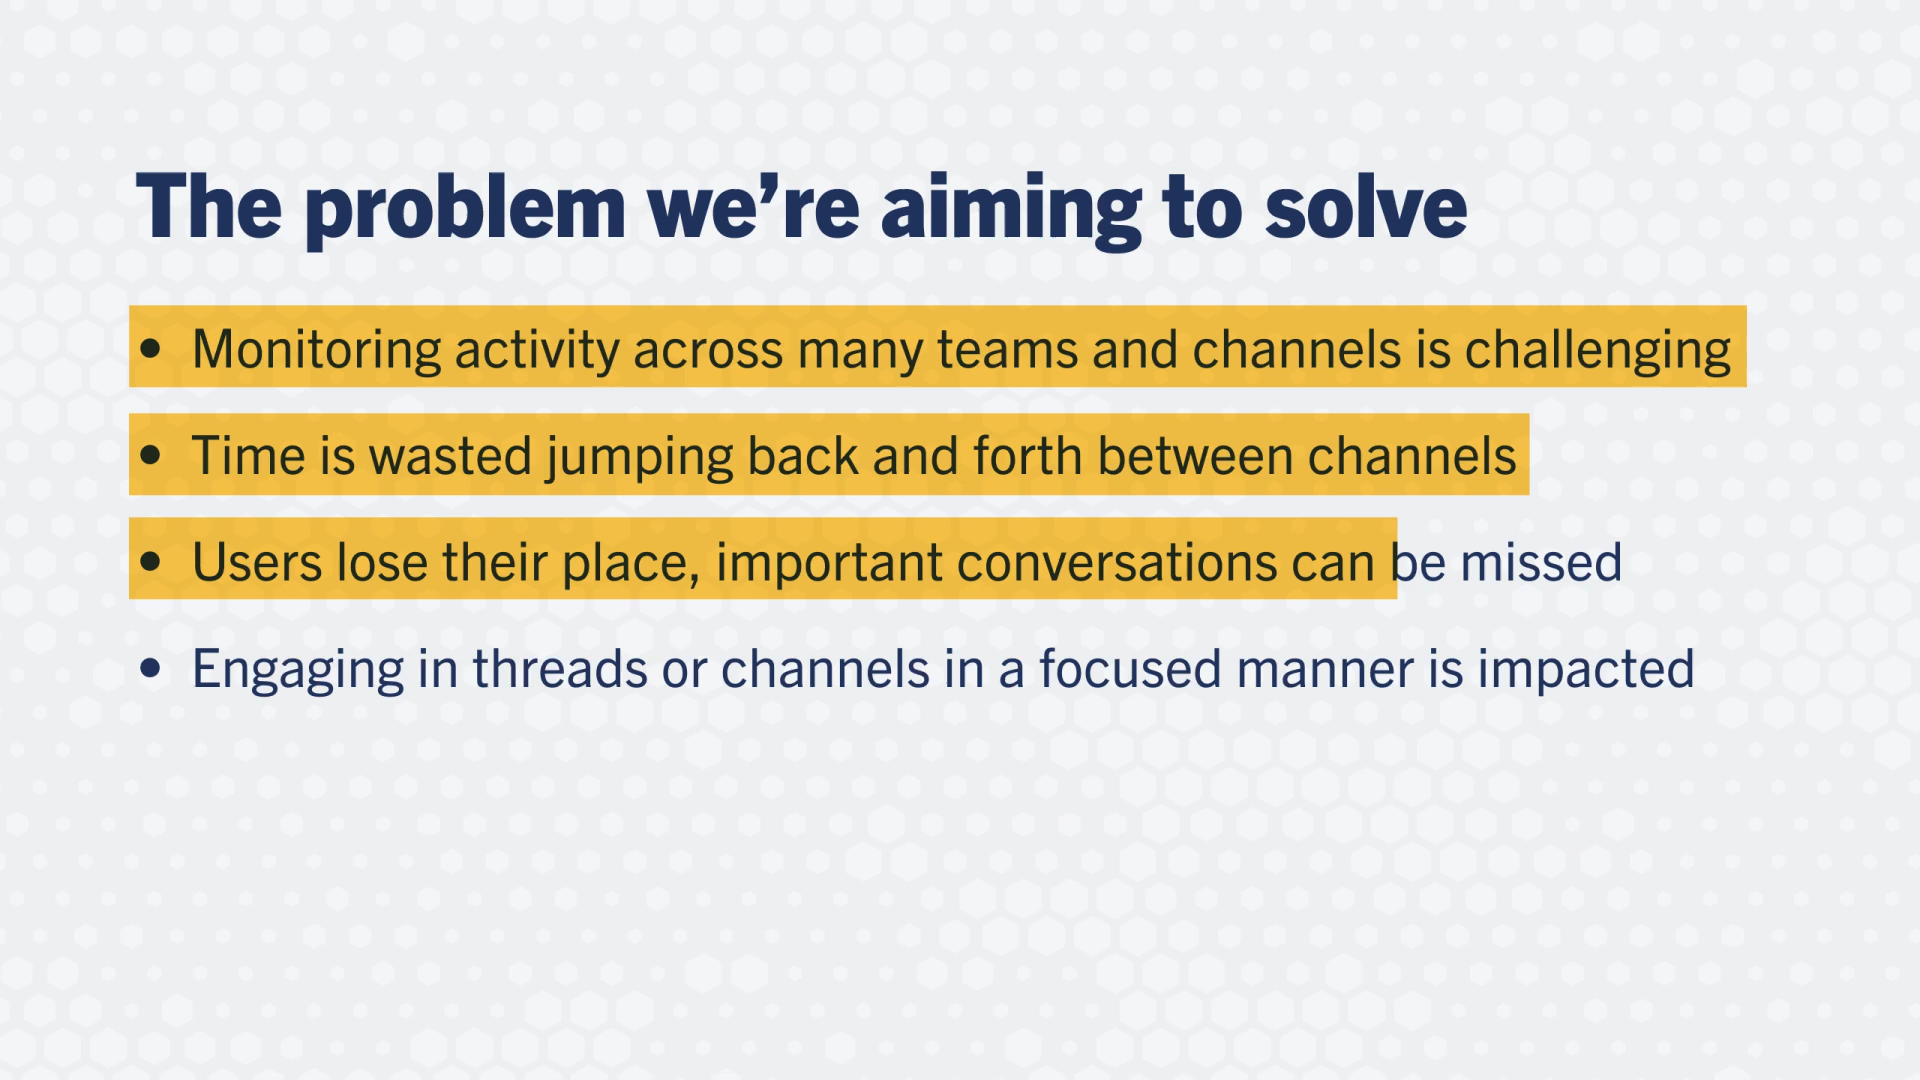 The problem we’re aiming to solve
• Monitoring activity across many teams and channels is challenging
• Time is wasted jumping back and forth between channels
• Users lose their place, important conversations can be missed
• Engaging in threads or channels in a focused manner is impacted